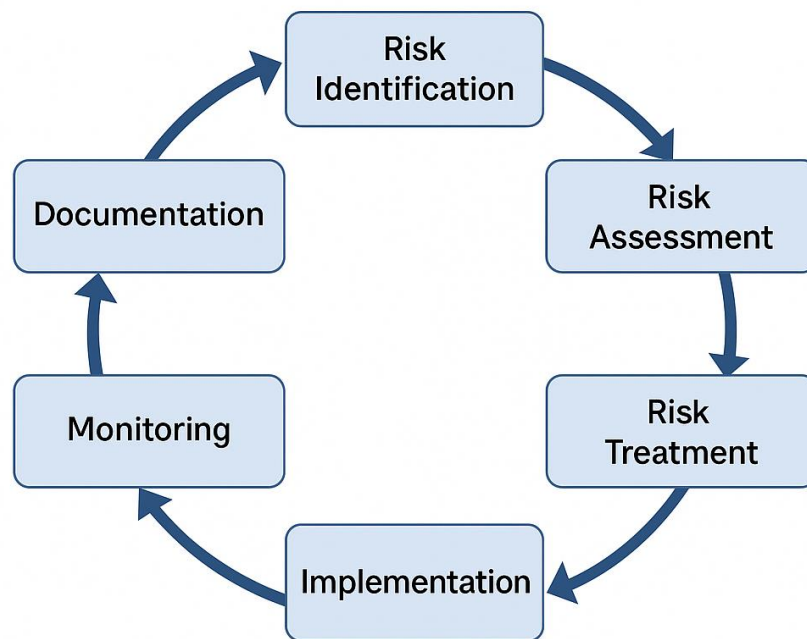 Risk
Identification
Risk
Assessment
Risk
Treatment
Implementation
Monitoring
Documentation